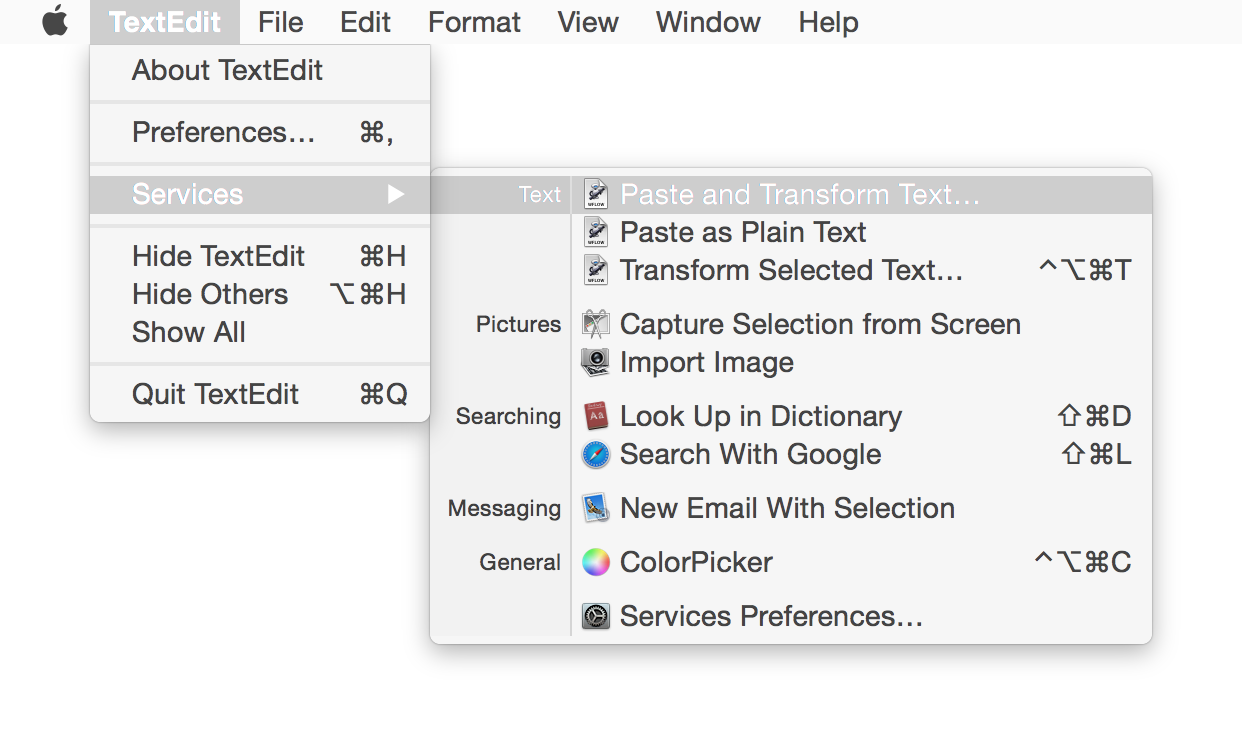 TextEdit File Edit Format View Window Help
About TextEdit
Preferences… ⌘,
Services ▶
Hide TextEdit ⌘H
Hide Others ⌥⌘H
Show All
Quit TextEdit ⌘Q
Text Paste and Transform Text…
Paste as Plain Text
Transform Selected Text… ^⌥⌘T
Pictures Capture Selection from Screen
Import Image
Searching Look Up in Dictionary ⇧⌘D
Search With Google ⇧⌘L
Messaging New Email With Selection
General ColorPicker ^⌥⌘C
Services Preferences…